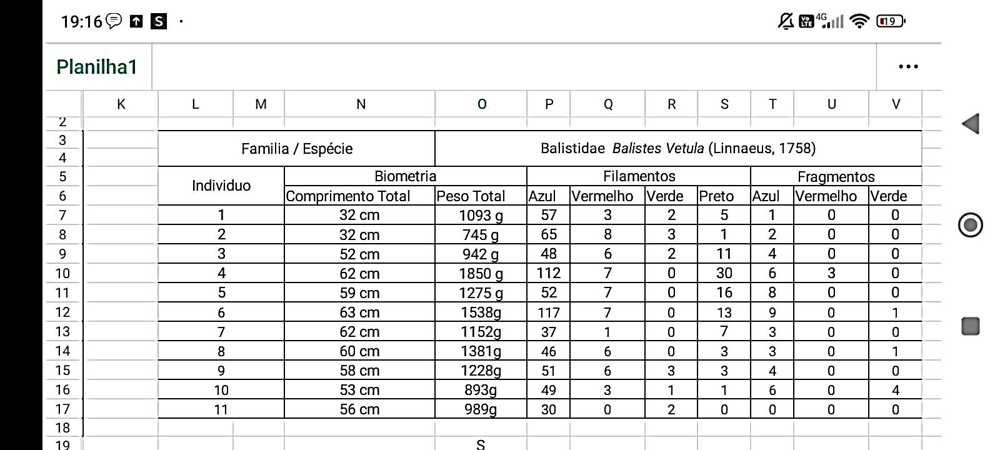 19:16 S · Vo LTE 4G 19
Planilha1 ...
K L M N O P Q R S T U V
2
3 Familia / Espécie Balistidae Balistes Vetula (Linnaeus, 1758)
4
5 Individuo Biometria Filamentos Fragmentos
6 Comprimento Total Peso Total Azul Vermelho Verde Preto Azul Vermelho Verde
7 1 32 cm 1093 g 57 3 2 5 1 0 0
8 2 32 cm 745 g 65 8 3 1 2 0 0
9 3 52 cm 942 g 48 6 2 11 4 0 0
10 4 62 cm 1850 g 112 7 0 30 6 3 0
11 5 59 cm 1275 g 52 7 0 16 8 0 0
12 6 63 cm 1538g 117 7 0 13 9 0 1
13 7 62 cm 1152g 37 1 0 7 3 0 0
14 8 60 cm 1381g 46 6 0 3 3 0 1
15 9 58 cm 1228g 51 6 3 3 4 0 0
16 10 53 cm 893g 49 3 1 1 6 0 4
17 11 56 cm 989g 30 0 2 0 0 0 0
18
19 S